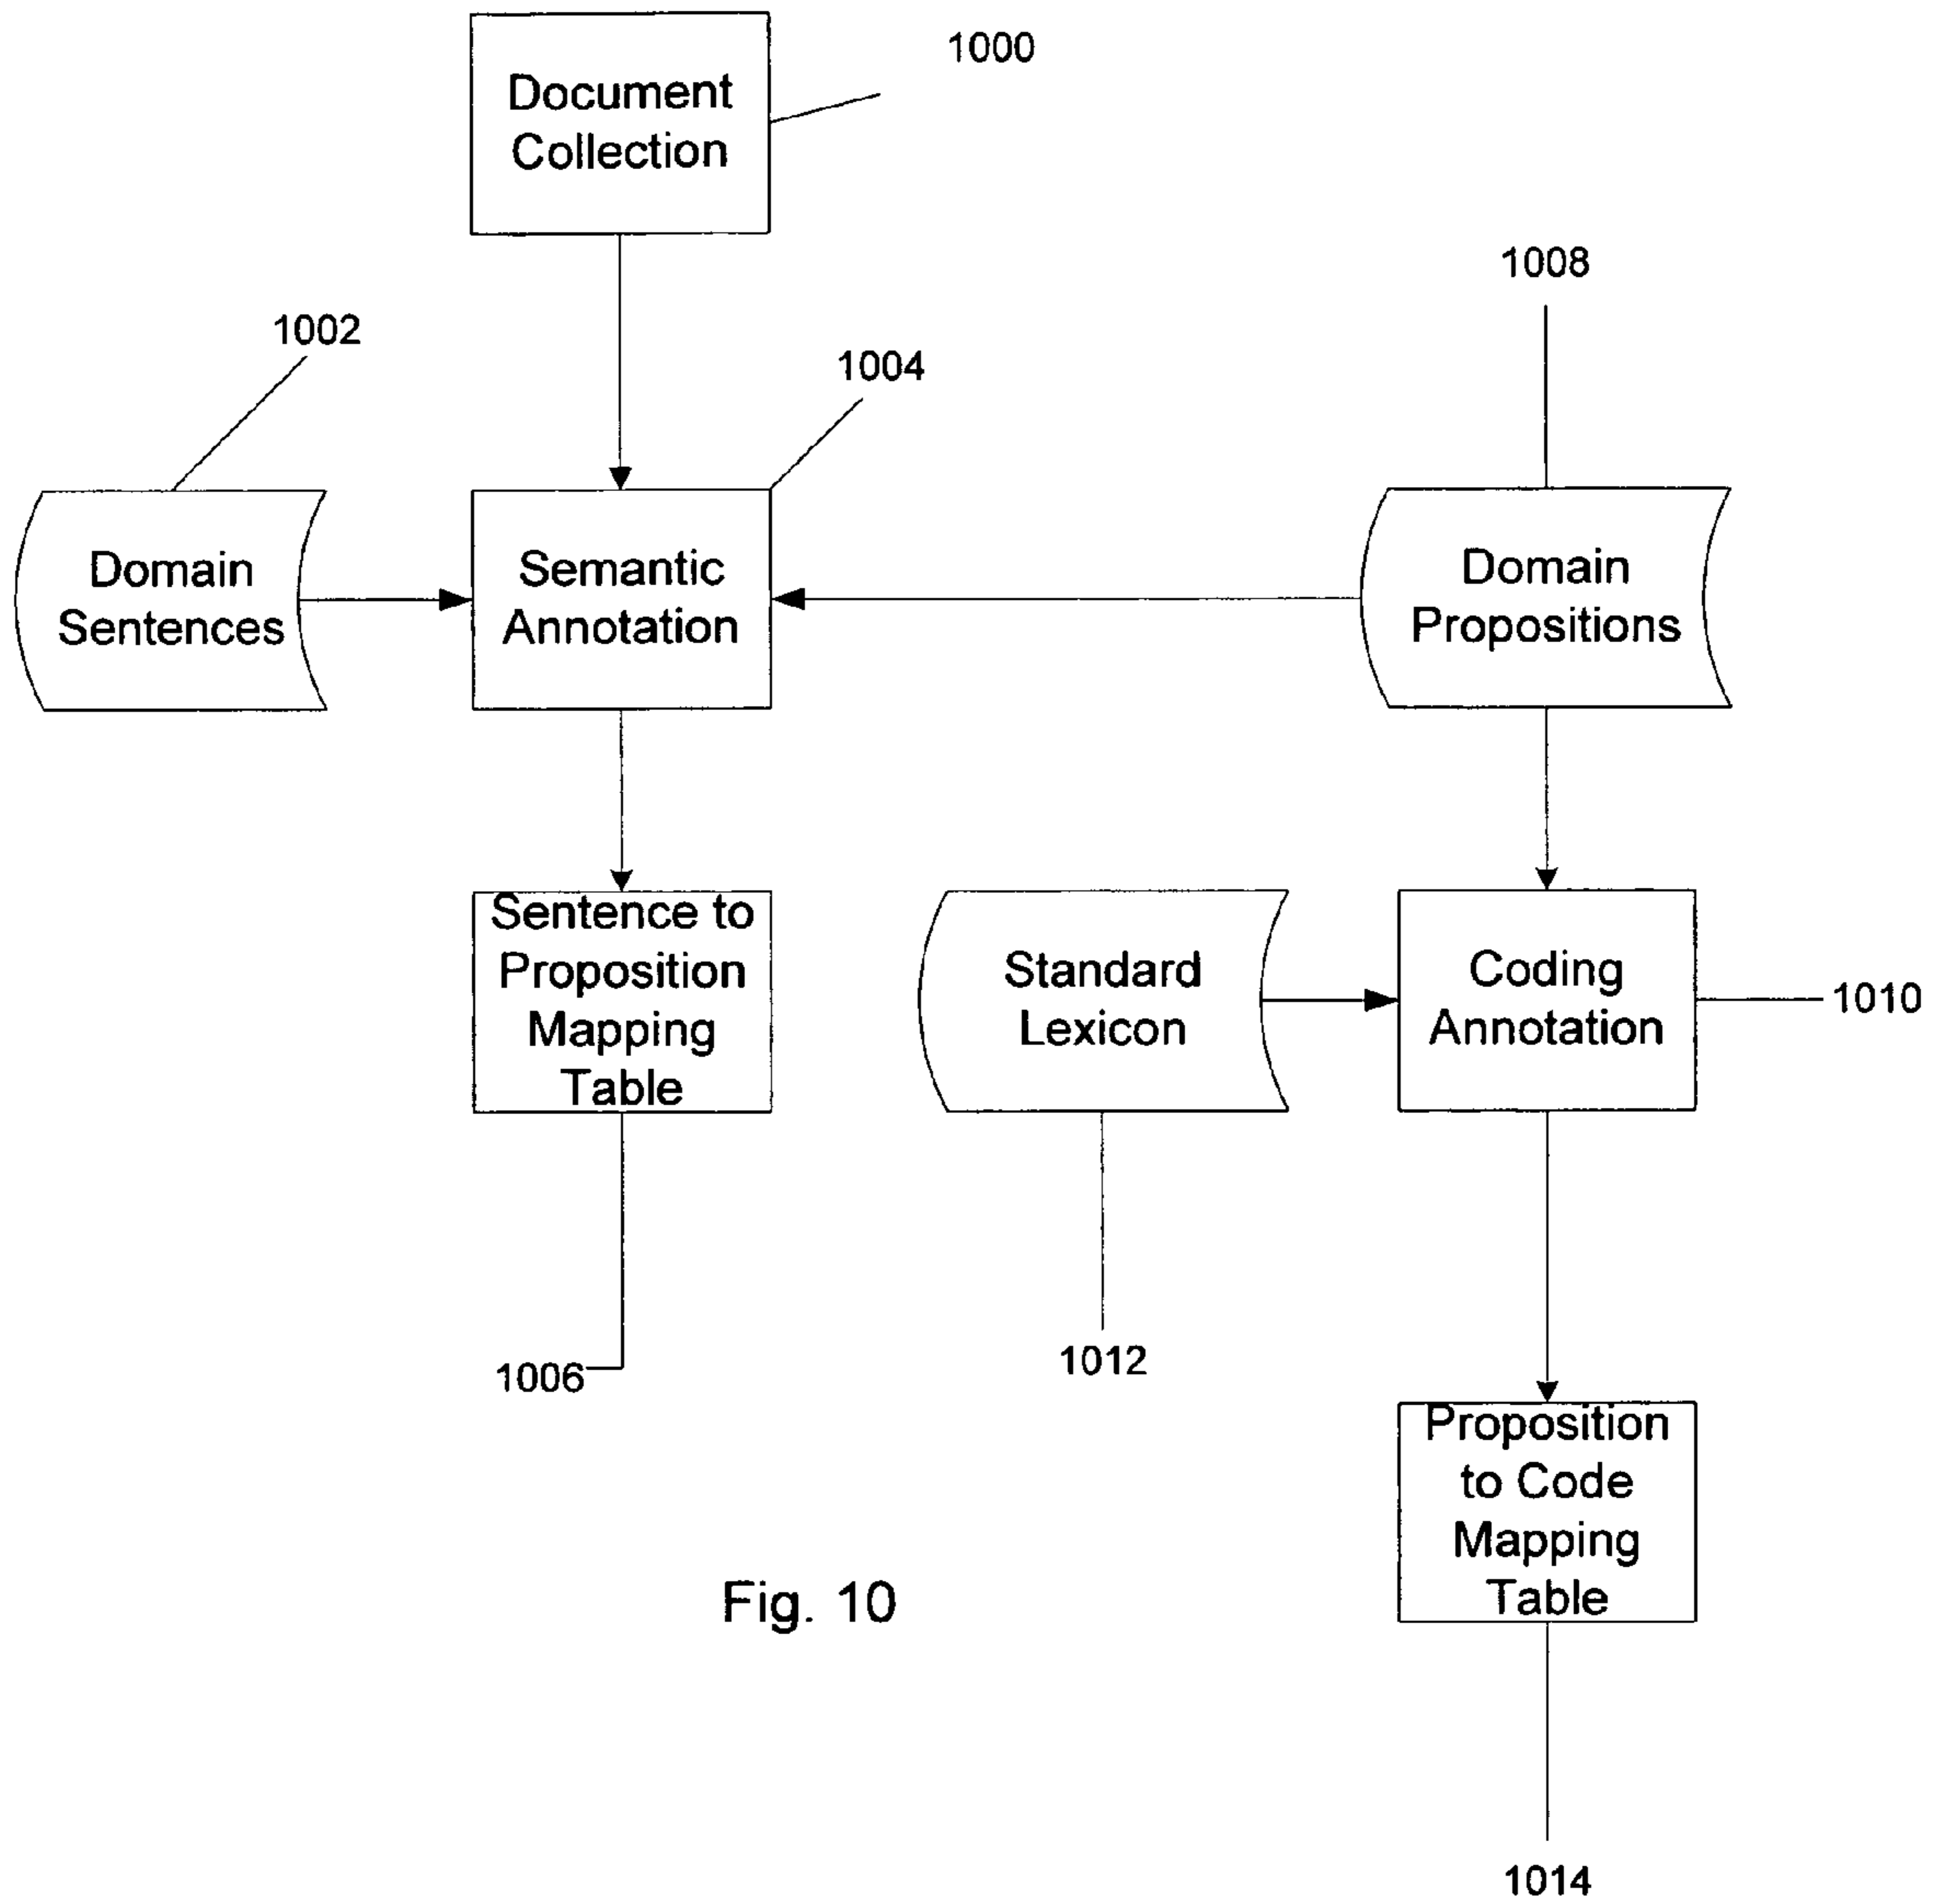 Document
Collection
1000
1002
1004
1008
Domain
Sentences
Semantic
Annotation
Domain
Propositions
Sentence to
Proposition
Mapping
Table
Standard
Lexicon
Coding
Annotation
1010
1006
1012
Proposition
to Code
Mapping
Table
Fig. 10
1014